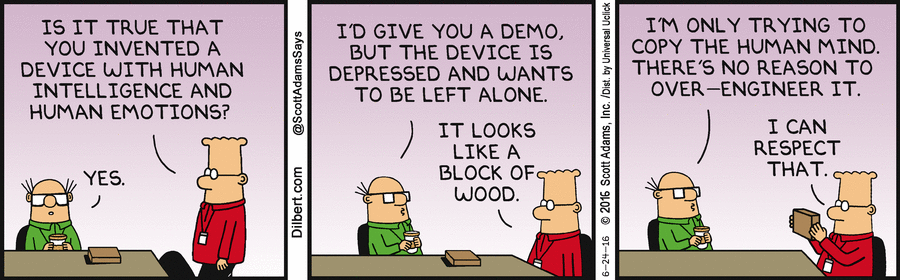 IS IT TRUE THAT
YOU INVENTED A
DEVICE WITH HUMAN
INTELLIGENCE AND
HUMAN EMOTIONS?
YES.
Dilbert.com @ScottAdamsSays
I'D GIVE YOU A DEMO,
BUT THE DEVICE IS
DEPRESSED AND WANTS
TO BE LEFT ALONE.
IT LOOKS
LIKE A
BLOCK OF
WOOD.
6-24-16 © 2016 Scott Adams, Inc. /Dist. by Universal Uclick
I'M ONLY TRYING TO
COPY THE HUMAN MIND.
THERE'S NO REASON TO
OVER-ENGINEER IT.
I CAN
RESPECT
THAT.